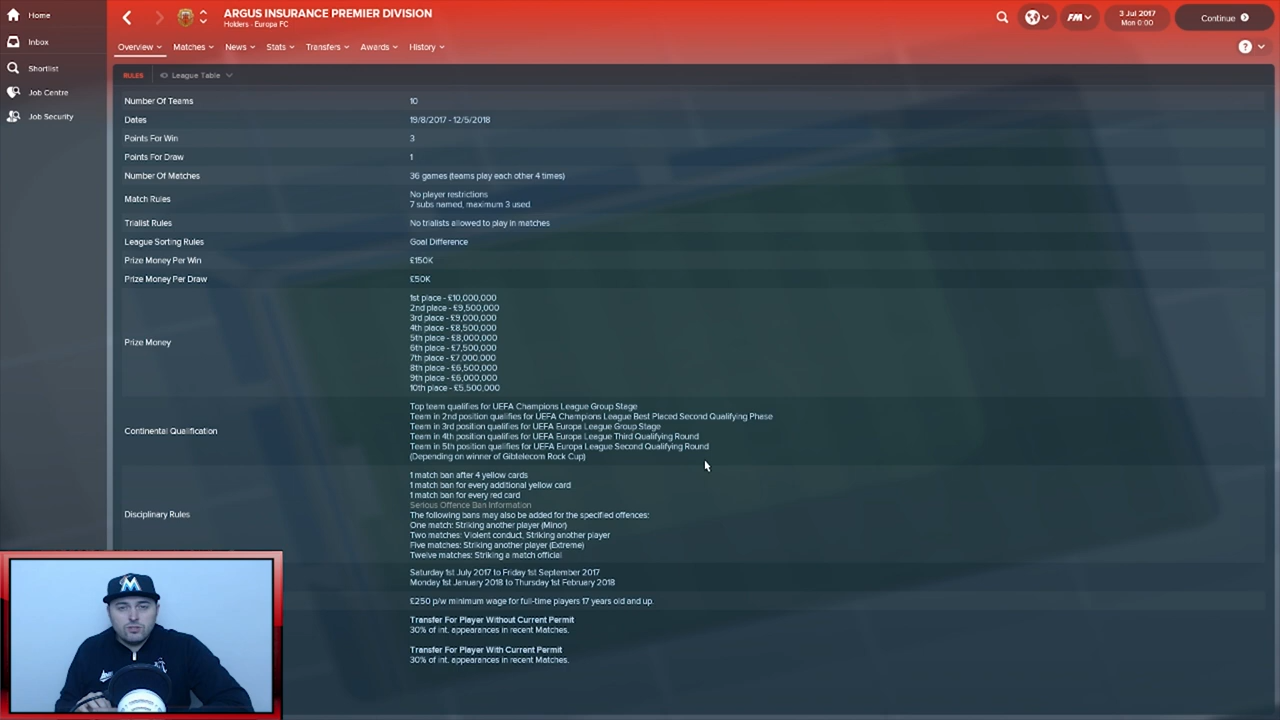 Home
Inbox
Shortlist
Job Centre
Job Security
ARGUS INSURANCE PREMIER DIVISION
Holders - Europa FC
FM
3 Jul 2017
Mon 0:00
Continue
Overview
Matches
News
Stats
Transfers
Awards
History
?
RULES
League Table
Number Of Teams 10
Dates 19/8/2017 - 12/5/2018
Points For Win 3
Points For Draw 1
Number Of Matches 36 games (teams play each other 4 times)
Match Rules
No player restrictions
7 subs named, maximum 3 used
Trialist Rules No trialists allowed to play in matches
League Sorting Rules Goal Difference
Prize Money Per Win £150K
Prize Money Per Draw £50K
Prize Money
1st place - £10,000,000
2nd place - £9,500,000
3rd place - £9,000,000
4th place - £8,500,000
5th place - £8,000,000
6th place - £7,500,000
7th place - £7,000,000
8th place - £6,500,000
9th place - £6,000,000
10th place - £5,500,000
Continental Qualification
Top team qualifies for UEFA Champions League Group Stage
Team in 2nd position qualifies for UEFA Champions League Best Placed Second Qualifying Phase
Team in 3rd position qualifies for UEFA Europa League Group Stage
Team in 4th position qualifies for UEFA Europa League Third Qualifying Round
Team in 5th position qualifies for UEFA Europa League Second Qualifying Round
(Depending on winner of Gibtelecom Rock Cup)
Disciplinary Rules
1 match ban after 4 yellow cards
1 match ban for every additional yellow card
1 match ban for every red card
Serious Offence Ban Information
The following bans may also be added for the specified offences:
One match: Striking another player (Minor)
Two matches: Violent conduct, Striking another player
Five matches: Striking another player (Extreme)
Twelve matches: Striking a match official
Saturday 1st July 2017 to Friday 1st September 2017
Monday 1st January 2018 to Thursday 1st February 2018
£250 p/w minimum wage for full-time players 17 years old and up.
Transfer For Player Without Current Permit
30% of int. appearances in recent Matches.
Transfer For Player With Current Permit
30% of int. appearances in recent Matches.
M